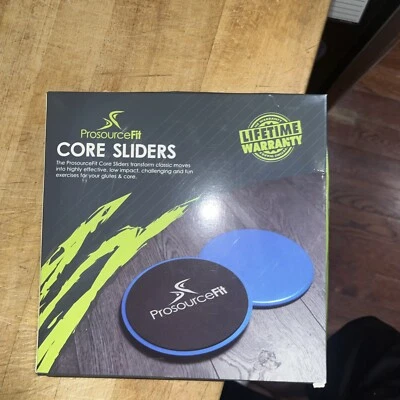 ProsourceFit
CORE SLIDERS
The ProsourceFit Core Sliders transform classic moves
into highly effective, low impact, challenging and fun
exercises for your glutes & core.
LIFETIME
WARRANTY
ProsourceFit